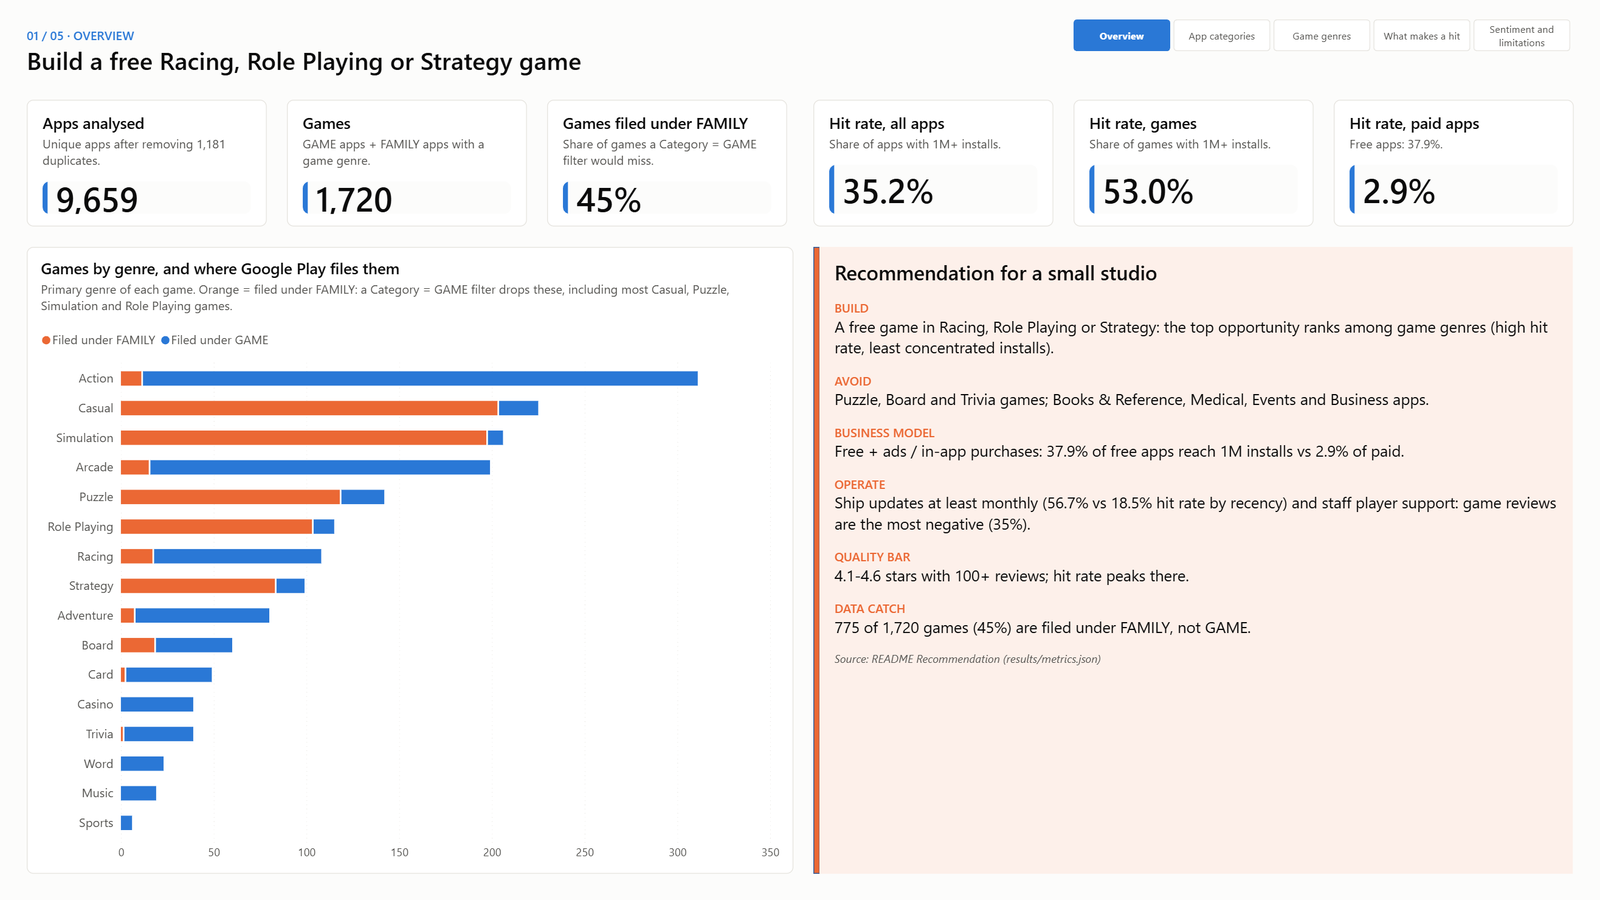 01 / 05 · OVERVIEW
Build a free Racing, Role Playing or Strategy game
Overview
App categories
Game genres
What makes a hit
Sentiment and
limitations
Apps analysed
Unique apps after removing 1,181
duplicates.
9,659
Games
GAME apps + FAMILY apps with a
game genre.
1,720
Games filed under FAMILY
Share of games a Category = GAME
filter would miss.
45%
Hit rate, all apps
Share of apps with 1M+ installs.
35.2%
Hit rate, games
Share of games with 1M+ installs.
53.0%
Hit rate, paid apps
Free apps: 37.9%.
2.9%
Games by genre, and where Google Play files them
Primary genre of each game. Orange = filed under FAMILY: a Category = GAME filter drops these, including most Casual, Puzzle,
Simulation and Role Playing games.
Filed under FAMILY Filed under GAME
Action
Casual
Simulation
Arcade
Puzzle
Role Playing
Racing
Strategy
Adventure
Board
Card
Casino
Trivia
Word
Music
Sports
0 50 100 150 200 250 300 350
Recommendation for a small studio
BUILD
A free game in Racing, Role Playing or Strategy: the top opportunity ranks among game genres (high hit
rate, least concentrated installs).
AVOID
Puzzle, Board and Trivia games; Books & Reference, Medical, Events and Business apps.
BUSINESS MODEL
Free + ads / in-app purchases: 37.9% of free apps reach 1M installs vs 2.9% of paid.
OPERATE
Ship updates at least monthly (56.7% vs 18.5% hit rate by recency) and staff player support: game reviews
are the most negative (35%).
QUALITY BAR
4.1-4.6 stars with 100+ reviews; hit rate peaks there.
DATA CATCH
775 of 1,720 games (45%) are filed under FAMILY, not GAME.
Source: README Recommendation (results/metrics.json)